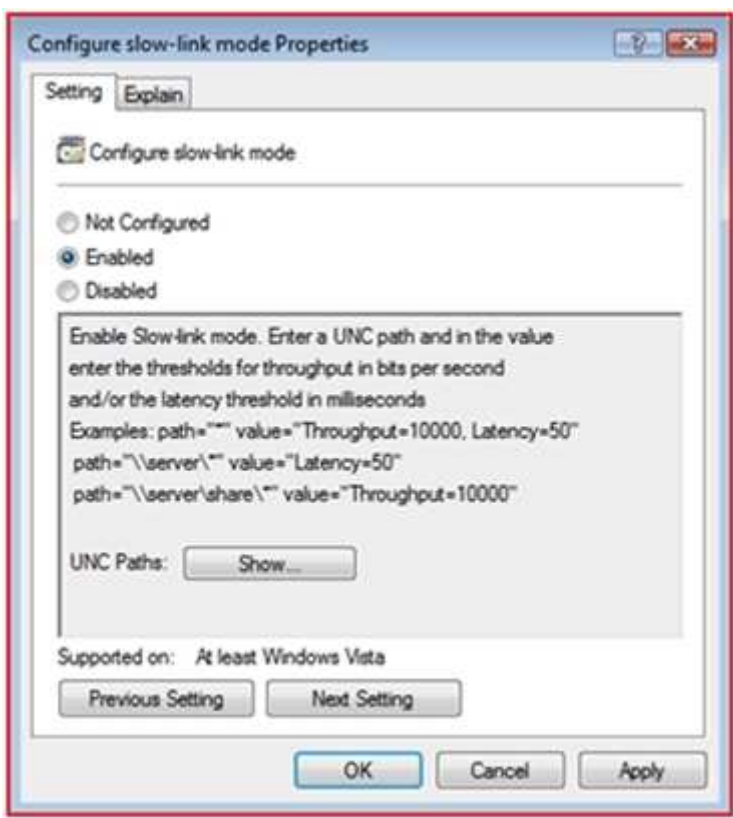 Configure slow-link mode Properties
Setting
Explain
Configure slow-link mode
Not Configured
Enabled
Disabled
Enable Slow-link mode. Enter a UNC path and in the value
enter the thresholds for throughput in bits per second
and/or the latency threshold in milliseconds
Examples: path="*" value="Throughput=10000, Latency=50"
path="\\server\*" value="Latency=50"
path="\\server\share\*" value="Throughput=10000"
UNC Paths: Show...
Supported on: At least Windows Vista
Previous Setting Next Setting
OK Cancel Apply